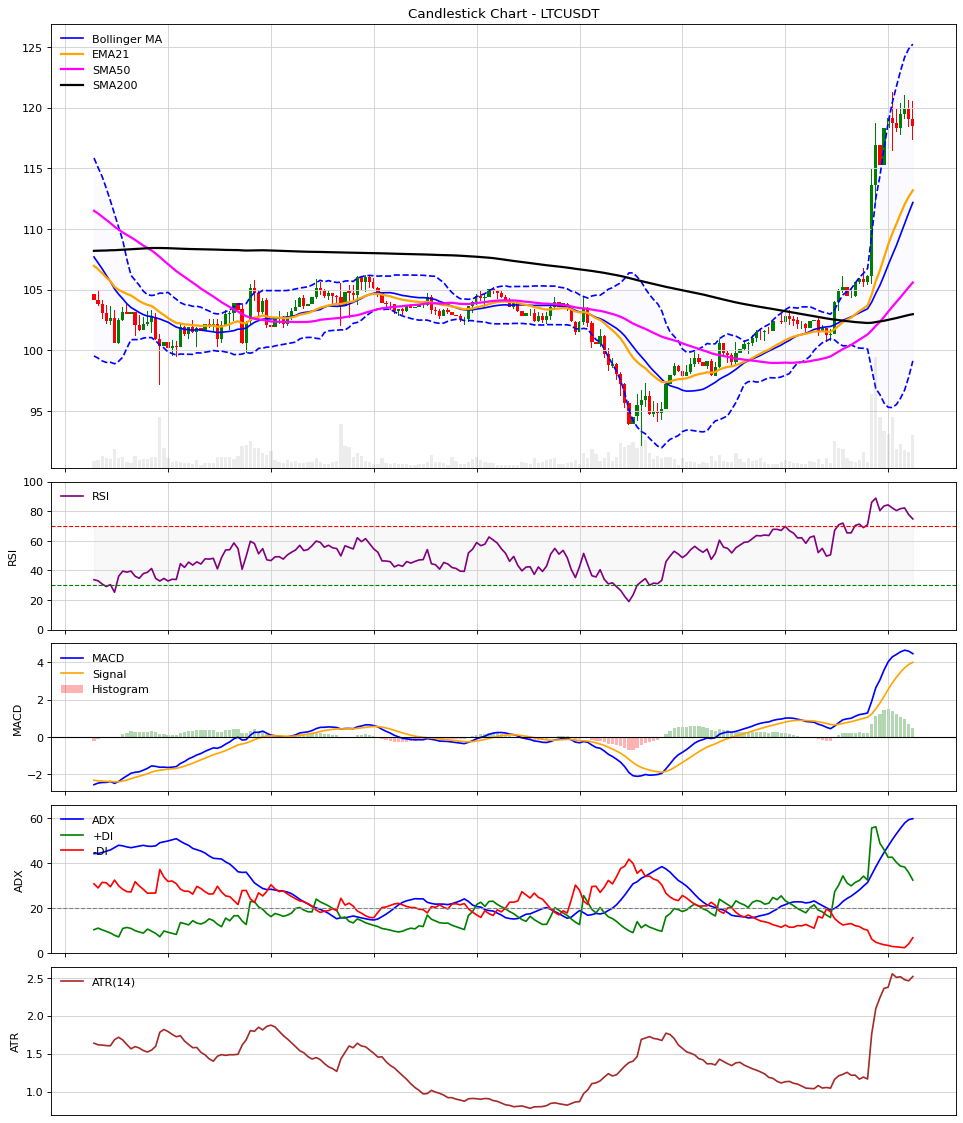 Candlestick Chart - LTCUSDT
Bollinger MA
EMA21
SMA50
SMA200
125
120
115
110
105
100
95
RSI
RSI
100
80
60
40
20
0
MACD
Signal
Histogram
MACD
4
2
0
−2
ADX
+DI
-DI
ADX
60
40
20
0
ATR(14)
ATR
2.5
2.0
1.5
1.0